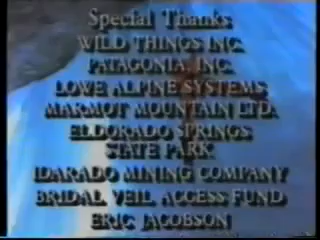 Special Thanks
WILD THINGS INC.
PATAGONIA, INC.
LOWE ALPINE SYSTEMS
MARMOT MOUNTAIN LTD.
ELDORADO SPRINGS
STATE PARK
IDARADO MINING COMPANY
BRIDAL VEIL ACCESS FUND
ERIC JACOBSON